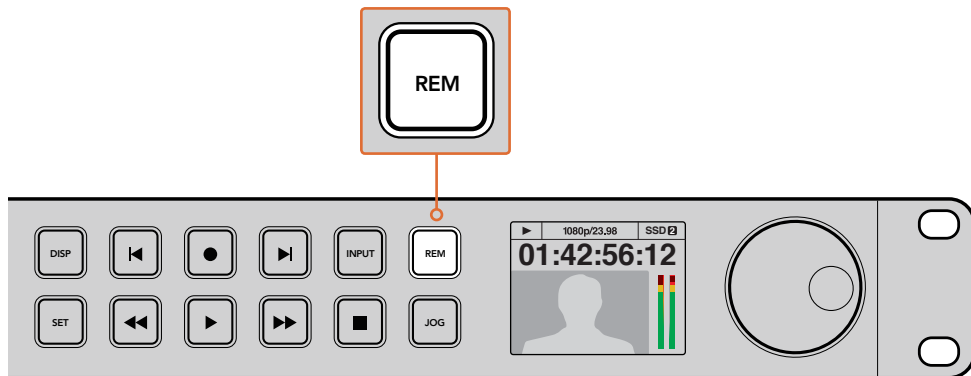 REM
DISP
INPUT
REM
1080p/23.98
SSD 2
01:42:56:12
SET
JOG